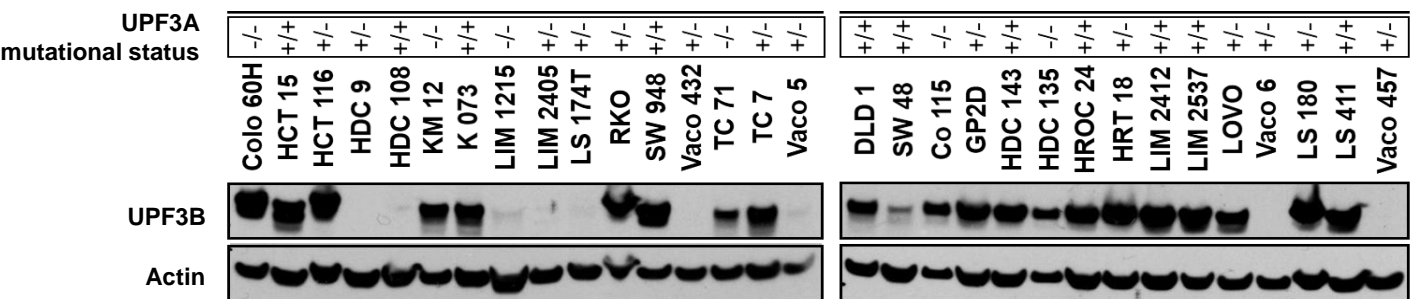 UPF3A
mutational status
-/- +/+ +/- +/- +/+ -/- +/+ -/- +/- +/- +/- +/+ +/- -/- +/- +/-
+/+ +/+ -/- +/- +/+ -/- +/+ +/+ +/+ +/+ +/- +/- +/- +/+ +/-
Colo 60H
HCT 15
HCT 116
HDC 9
HDC 108
KM 12
K 073
LIM 1215
LIM 2405
LS 174T
RKO
SW 948
Vaco 432
TC 71
TC 7
Vaco 5
DLD 1
SW 48
Co 115
GP2D
HDC 143
HDC 135
HROC 24
HRT 18
LIM 2412
LIM 2537
LOVO
Vaco 6
LS 180
LS 411
Vaco 457
UPF3B
Actin